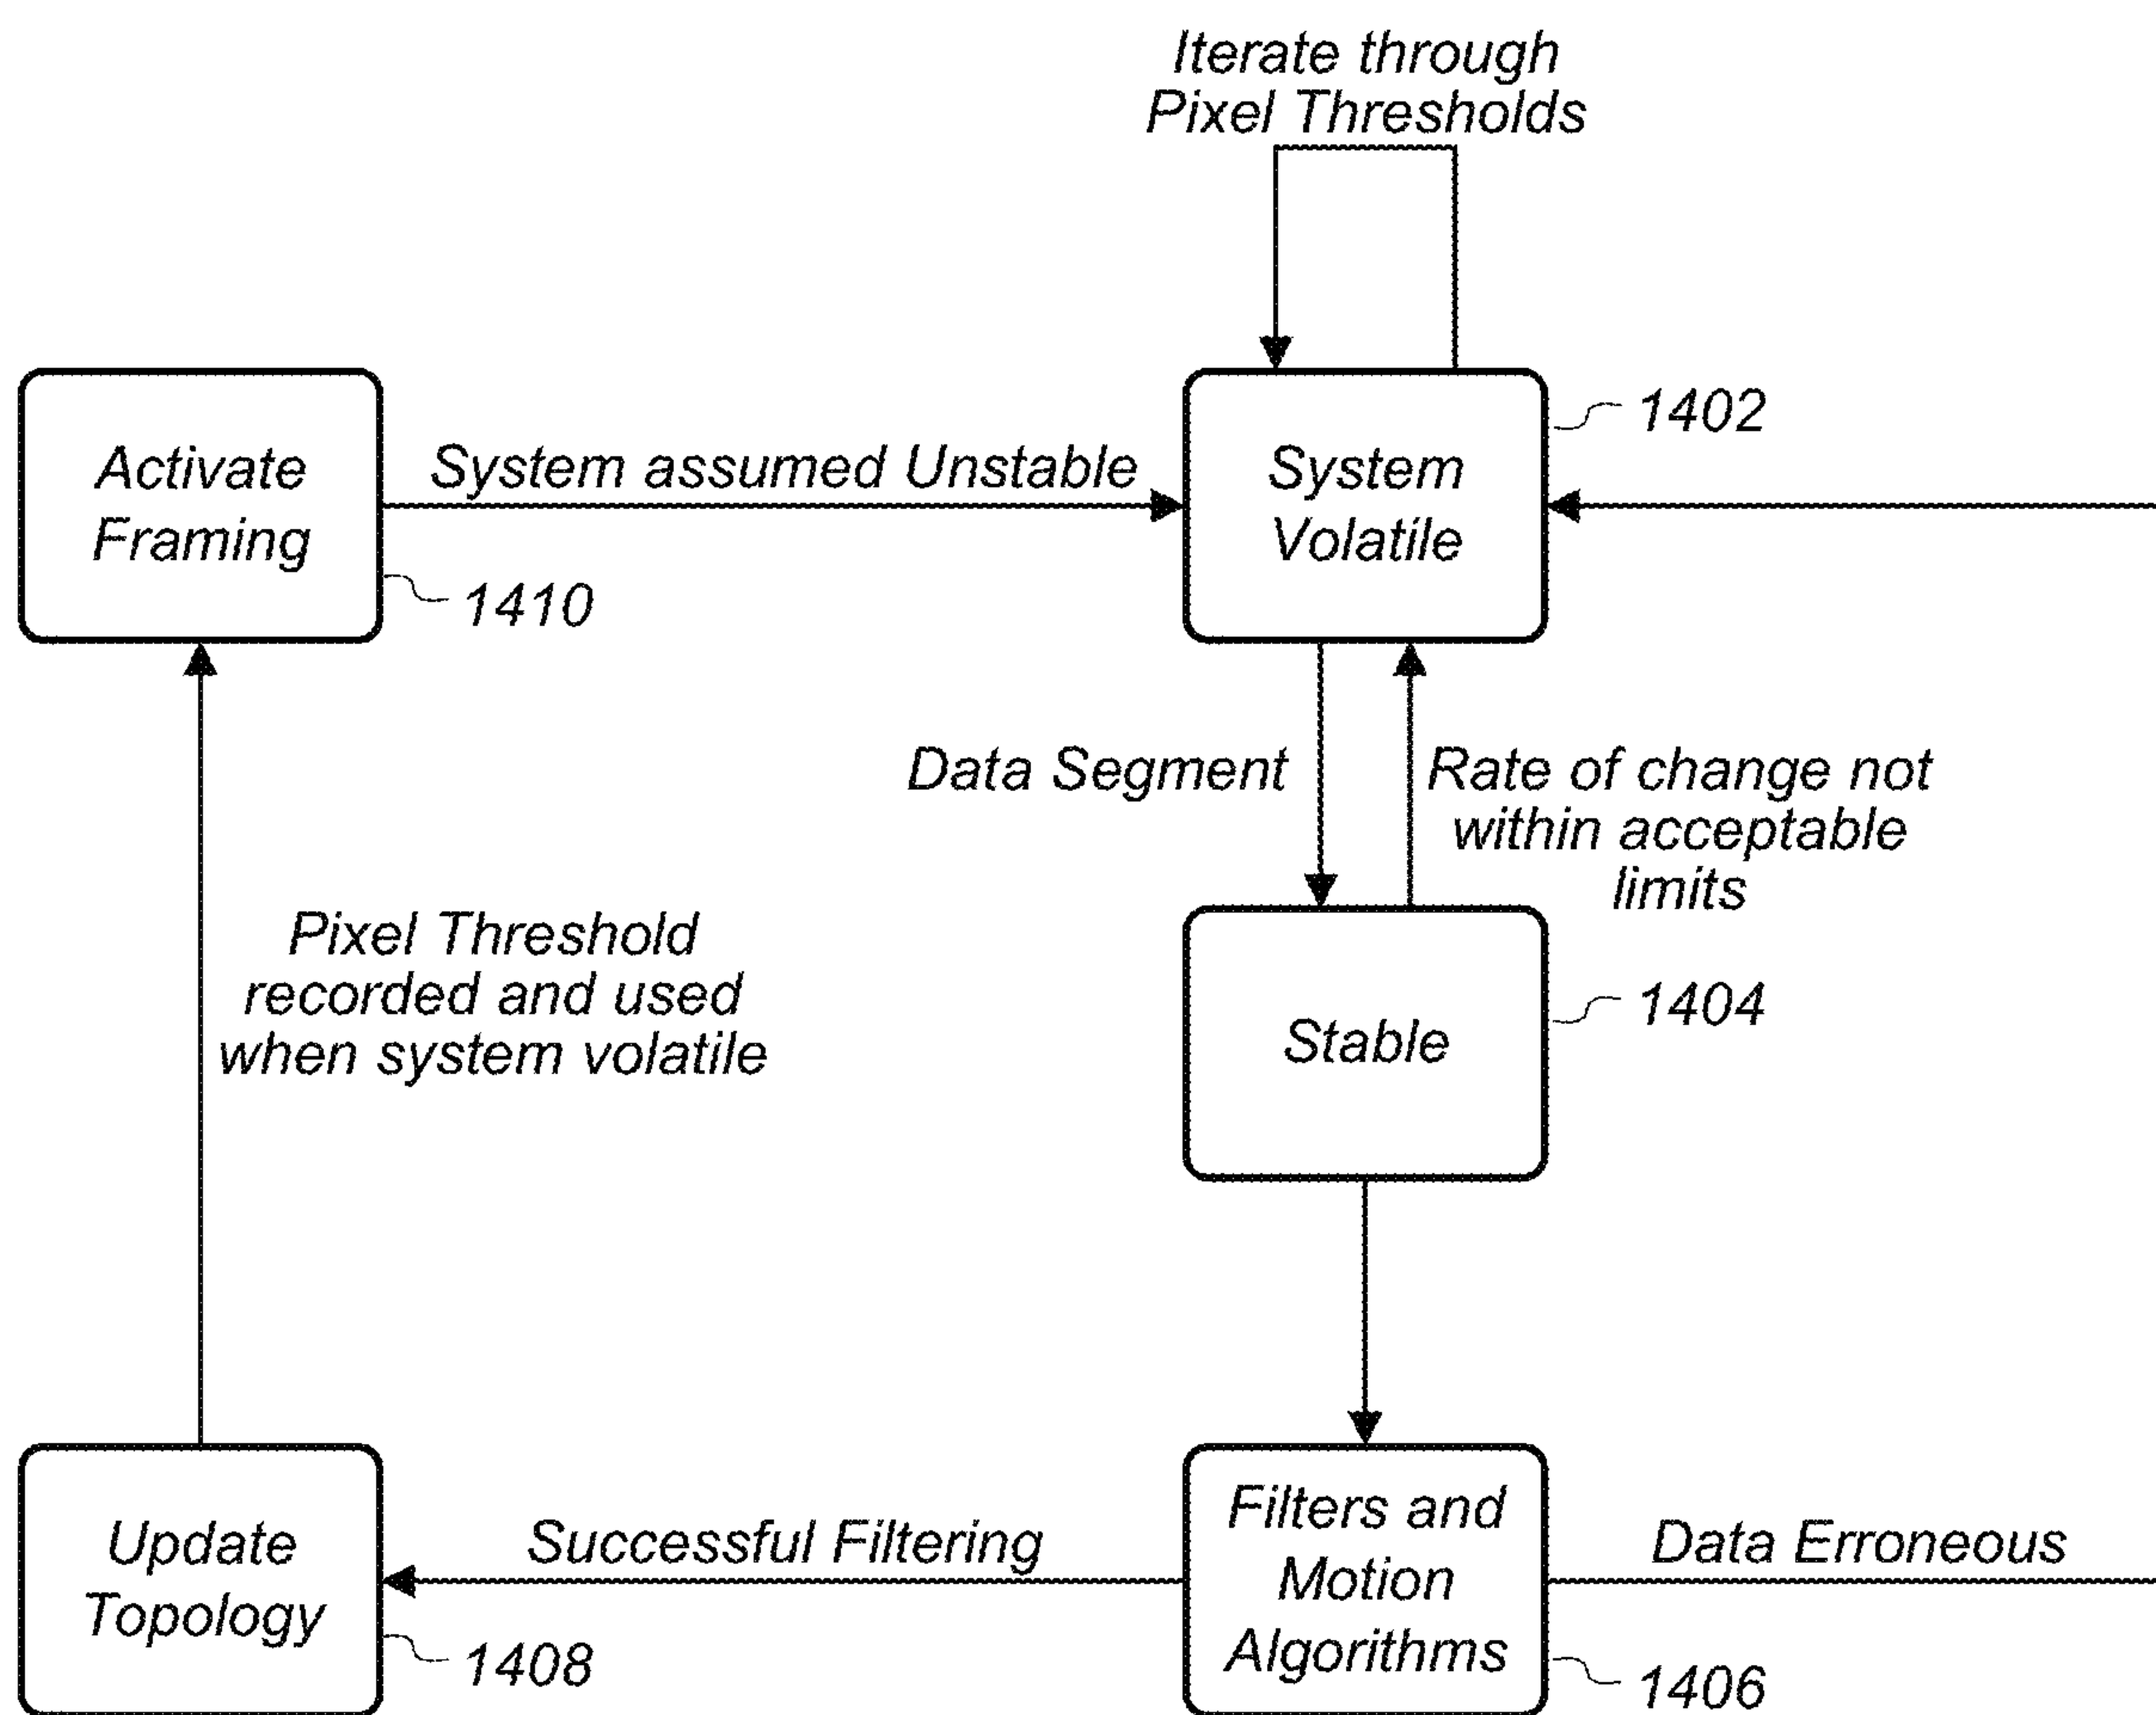 Iterate through
Pixel Thresholds
Activate
Framing
1410
System assumed Unstable
System
Volatile
1402
Data Segment
Rate of change not
within acceptable
limits
Pixel Threshold
recorded and used
when system volatile
Stable
1404
Update
Topology
1408
Successful Filtering
Filters and
Motion
Algorithms
1406
Data Erroneous